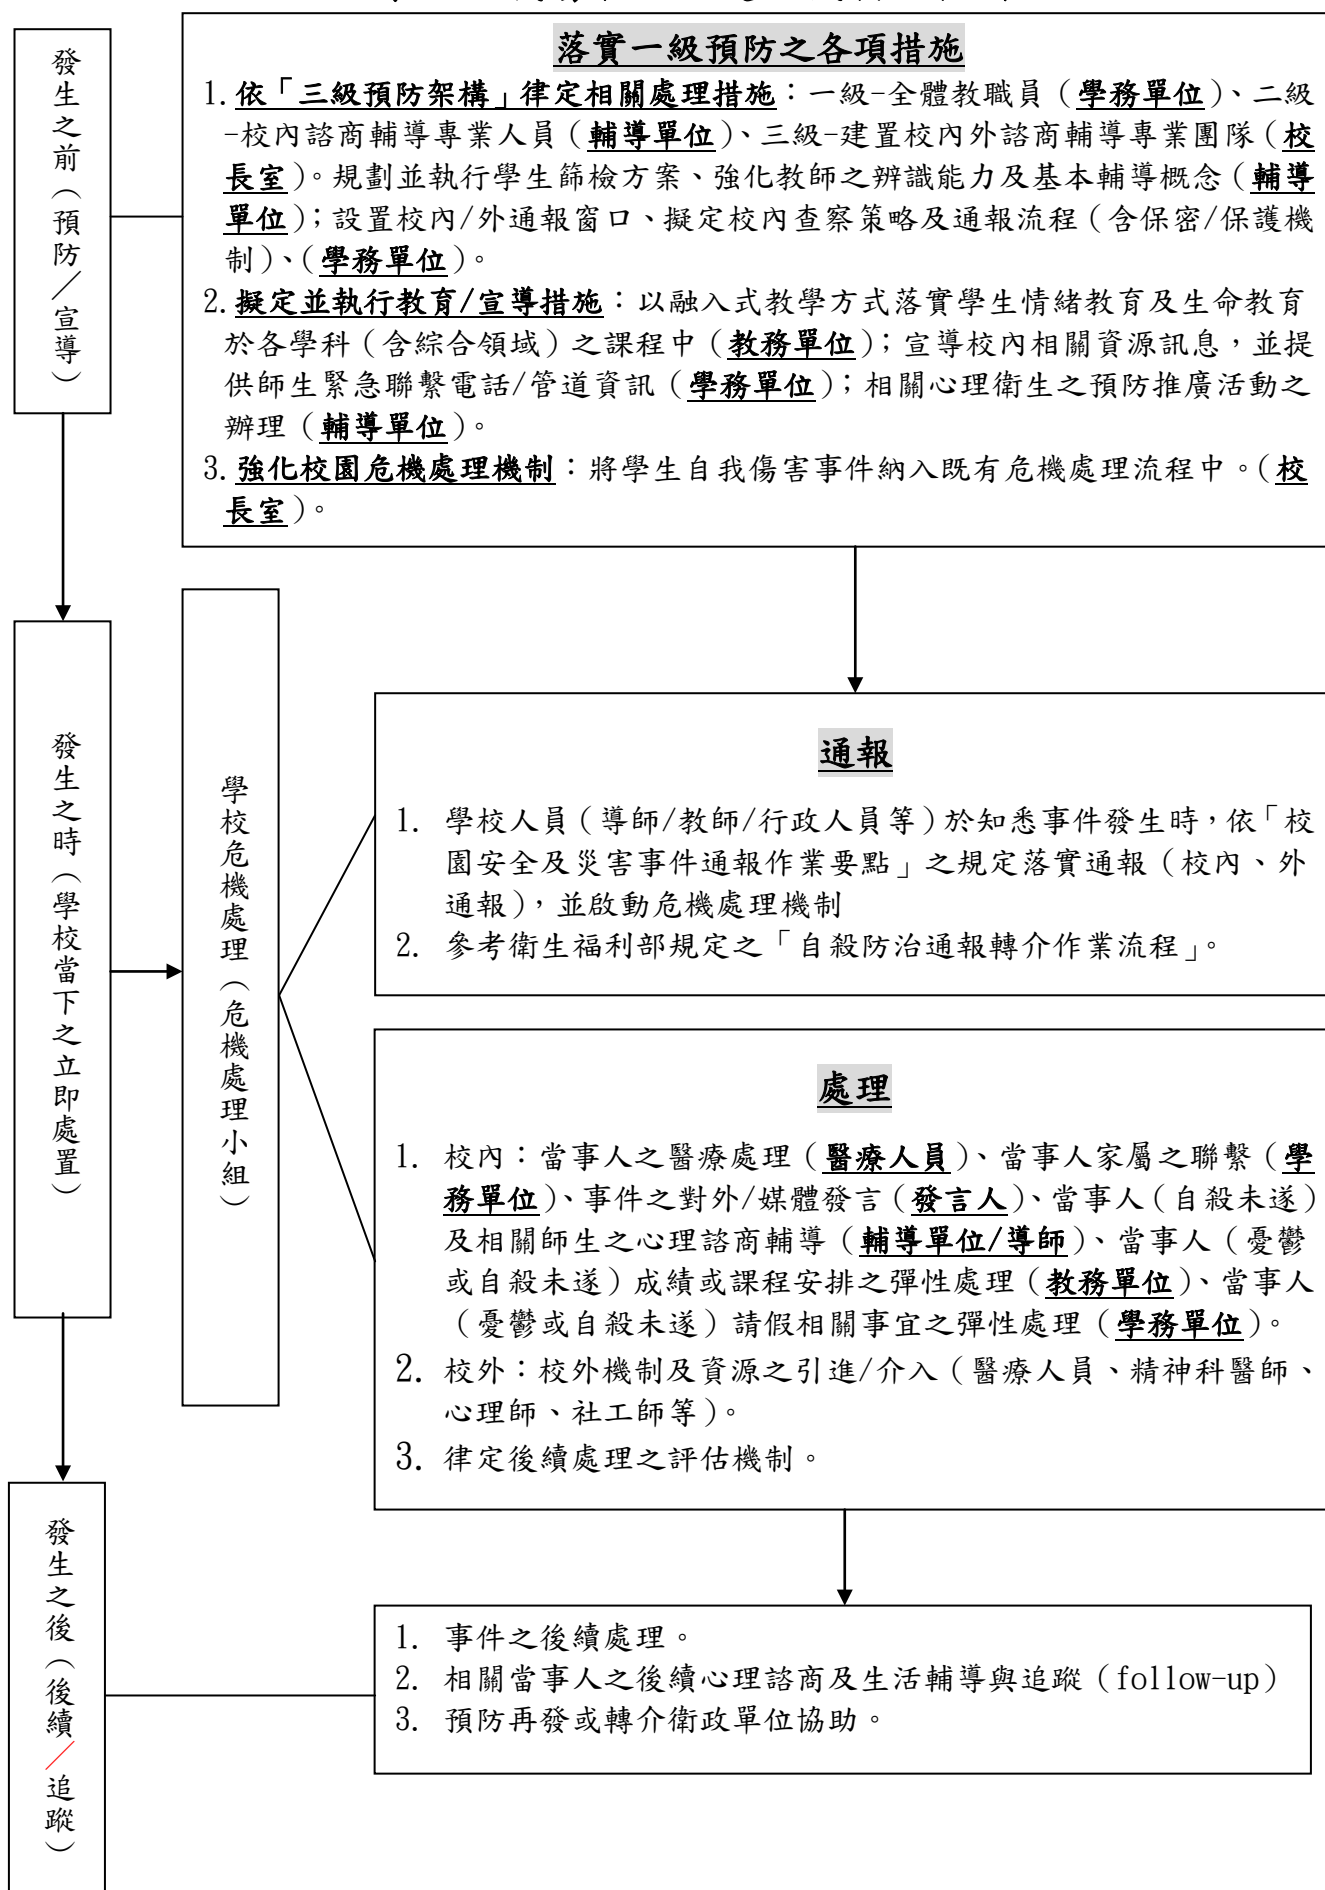 發生之前（預防／宣導）
落實一級預防之各項措施
1.依「三級預防架構」律定相關處理措施：一級-全體教職員（學務單位）、二級
-校內諮商輔導專業人員（輔導單位）、三級-建置校內外諮商輔導專業團隊（校
長室）。規劃並執行學生篩檢方案、強化教師之辨識能力及基本輔導概念（輔導
單位）；設置校內/外通報窗口、擬定校內查察策略及通報流程（含保密/保護機
制）、（學務單位）。
2.擬定並執行教育/宣導措施：以融入式教學方式落實學生情緒教育及生命教育
於各學科（含綜合領域）之課程中（教務單位）；宣導校內相關資源訊息，並提
供師生緊急聯繫電話/管道資訊（學務單位）；相關心理衛生之預防推廣活動之
辦理（輔導單位）。
3.強化校園危機處理機制：將學生自我傷害事件納入既有危機處理流程中。（校
長室）。
發生之時（學校當下之立即處置）
學校危機處理（危機處理小組）
通報
1. 學校人員（導師/教師/行政人員等）於知悉事件發生時，依「校
園安全及災害事件通報作業要點」之規定落實通報（校內、外
通報），並啟動危機處理機制
2. 參考衛生福利部規定之「自殺防治通報轉介作業流程」。
處理
1. 校內：當事人之醫療處理（醫療人員）、當事人家屬之聯繫（學
務單位）、事件之對外/媒體發言（發言人）、當事人（自殺未遂）
及相關師生之心理諮商輔導（輔導單位/導師）、當事人（憂鬱
或自殺未遂）成績或課程安排之彈性處理（教務單位）、當事人
（憂鬱或自殺未遂）請假相關事宜之彈性處理（學務單位）。
2. 校外：校外機制及資源之引進/介入（醫療人員、精神科醫師、
心理師、社工師等）。
3. 律定後續處理之評估機制。
發生之後（後續／追蹤）
1. 事件之後續處理。
2. 相關當事人之後續心理諮商及生活輔導與追蹤（follow-up）
3. 預防再發或轉介衛政單位協助。